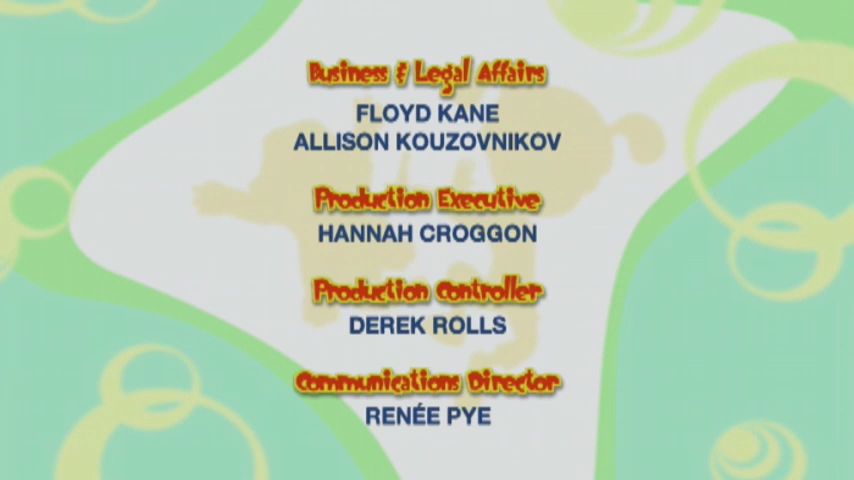 Business & Legal Affairs
FLOYD KANE
ALLISON KOUZOVNIKOV
Production Executive
HANNAH CROGGON
Production Controller
DEREK ROLLS
Communications Director
RENÉE PYE